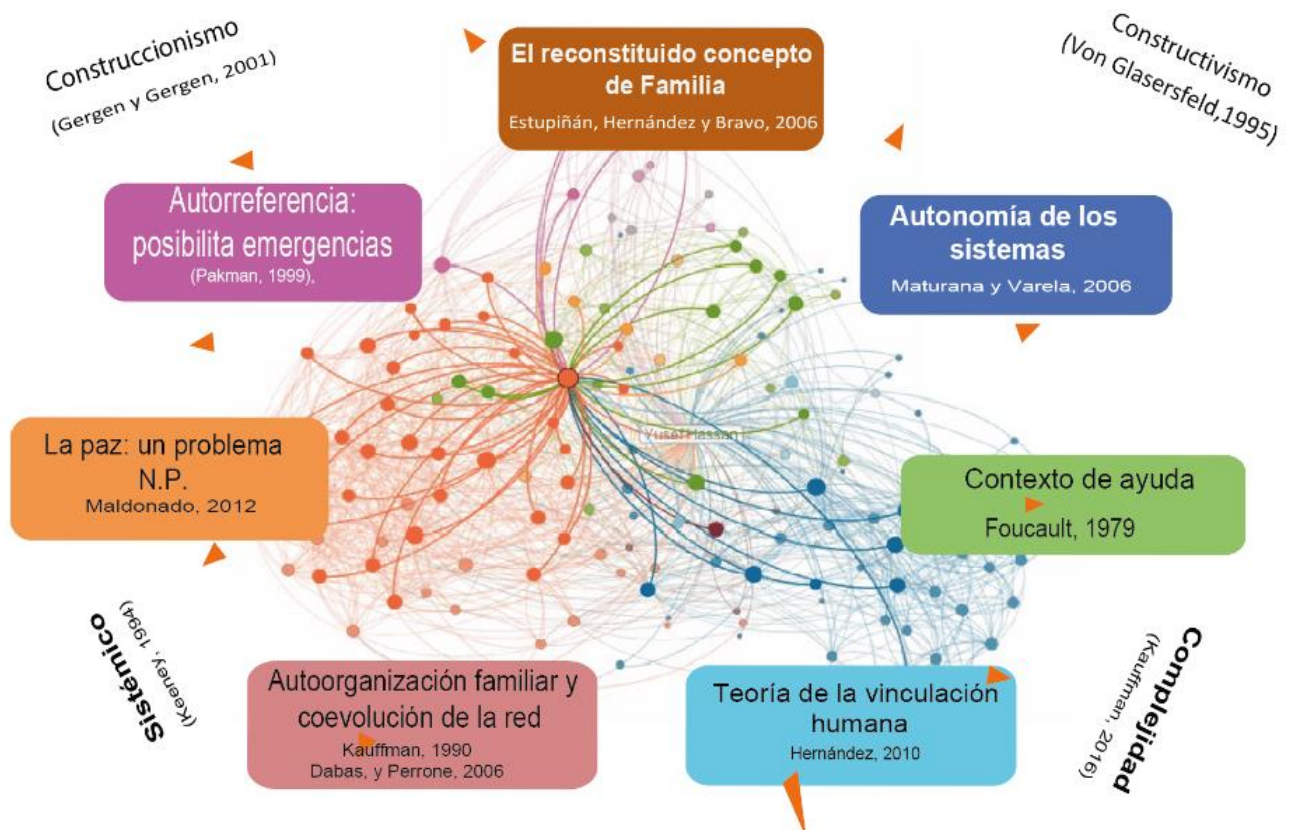 Construccionismo
(Gergen y Gergen, 2001)
El reconstituido concepto
de Familia
Estupiñán, Hernández y Bravo, 2006
Constructivismo
(Von Glasersfeld,1995)
Autorreferencia:
posibilita emergencias
(Pakman, 1999),
Autonomía de los
sistemas
Maturana y Varela, 2006
(YusefHassan)
La paz: un problema
N.P.
Maldonado, 2012
Contexto de ayuda
Foucault, 1979
Sistémico
(Keeney, 1994)
Autoorganización familiar y
coevolución de la red
Kauffman, 1990
Dabas, y Perrone, 2006
Teoría de la vinculación
humana
Hernández, 2010
Complejidad
(Kauffman, 2016)